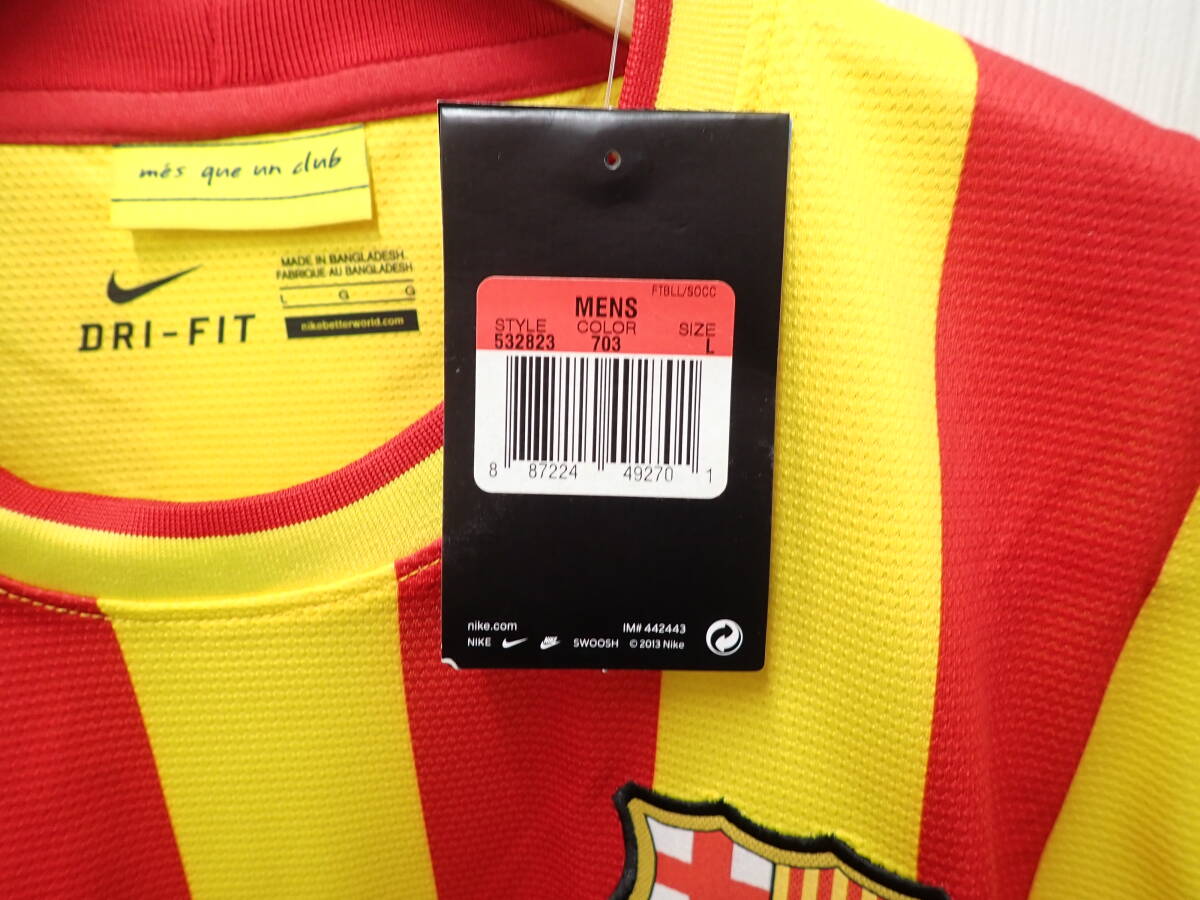 més que un club
MADE IN BANGLADESH.
FABRIQUE AU BANGLADESH
L G G
nikebetterworld.com
DRI-FIT
FTBLL/SOCC
MENS
STYLE COLOR SIZE
532823 703 L
8 87224 49270 1
nike.com IM# 442443
NIKE SWOOSH © 2013 Nike